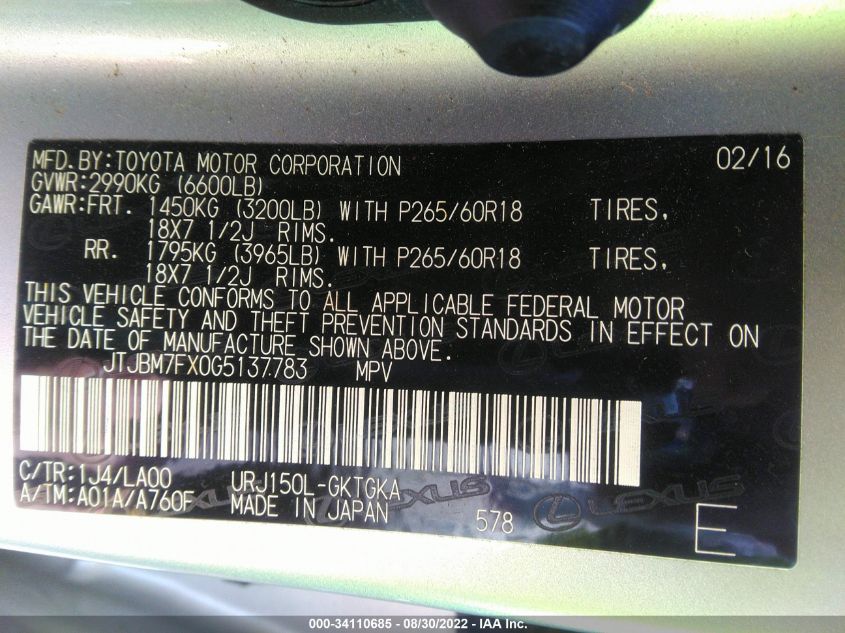 MFD.BY:TOYOTA MOTOR CORPORATION 02/16
GVWR:2990KG (6600LB)
GAWR:FRT. 1450KG (3200LB) WITH P265/60R18 TIRES,
18X7 1/2J RIMS.
RR. 1795KG (3965LB) WITH P265/60R18 TIRES,
18X7 1/2J RIMS.
THIS VEHICLE CONFORMS TO ALL APPLICABLE FEDERAL MOTOR
VEHICLE SAFETY AND THEFT PREVENTION STANDARDS IN EFFECT ON
THE DATE OF MANUFACTURE SHOWN ABOVE.
JTJBM7FX0G5137783 MPV
C/TR:1J4/LA00 URJ150L-GKTGKA
A/TM:A01A/A760F MADE IN JAPAN 578 LEXUS E
000-34110685 - 08/30/2022 - IAA Inc.